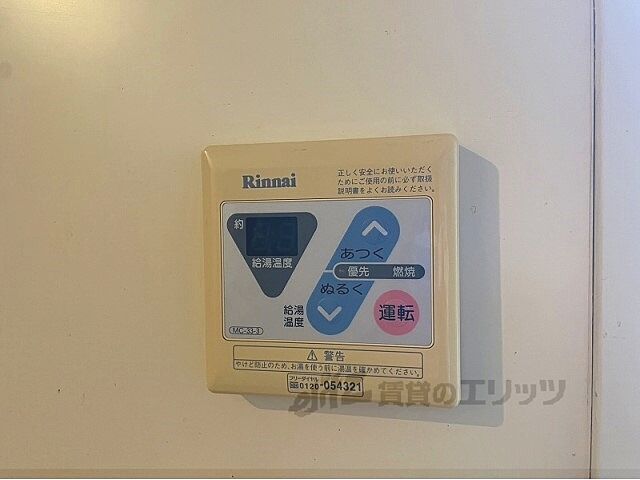 Rinnai
正しく安全にお使いいただく
ためにご使用の前に必ず取扱
説明書をよくお読みください。
約
給湯温度
あつく
優先 燃焼
ぬるく
給湯
温度
運転
MC-33-1
⚠警告
やけど防止のため、お湯を使う前に湯温を確かめてください。
フリーダイヤル
0120-054321
賃貸のエリッツ